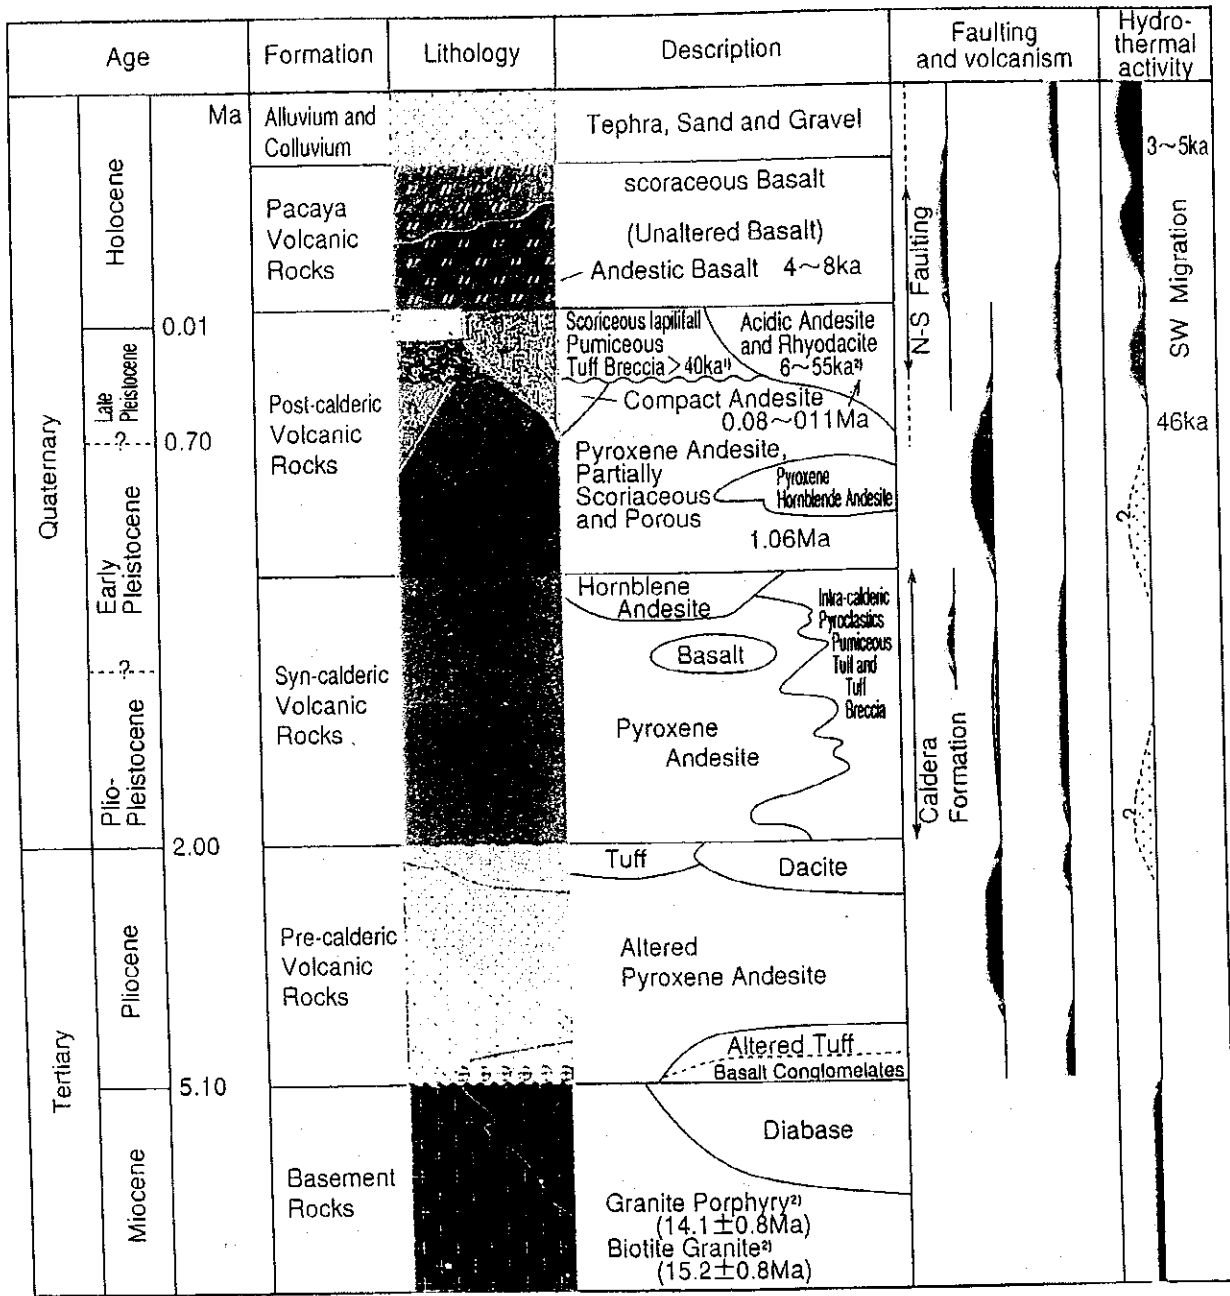 Age
Formation
Lithology
Description
Faulting
and volcanism
Hydro-
thermal
activity
Quaternary
Tertiary
Holocene
Late
Pleistocene
?
Early
Pleistocene
?
Plio-
Pleistocene
Pliocene
Miocene
Ma
0.01
0.70
2.00
5.10
Alluvium and
Colluvium
Pacaya
Volcanic
Rocks
Post-calderic
Volcanic
Rocks
Syn-calderic
Volcanic
Rocks
Pre-calderic
Volcanic
Rocks
Basement
Rocks
Tephra, Sand and Gravel
scoraceous Basalt
(Unaltered Basalt)
Andestic Basalt 4~8ka
Scoriceous lapilifall
Pumiceous
Tuff Breccia>40ka¹⁾
Acidic Andesite
and Rhyodacite
6~55ka²⁾
Compact Andesite
0.08~011Ma
Pyroxene Andesite,
Partially
Scoriaceous
and Porous
Pyroxene
Hornblende Andesite
1.06Ma
Hornblene
Andesite
Basalt
Intra-calderic
Pyroclastics
Pumiceous
Tuff and
Tuff
Breccia
Pyroxene
Andesite
Tuff
Dacite
Altered
Pyroxene Andesite
Altered Tuff
Basalt Conglomelates
Diabase
Granite Porphyry²⁾
(14.1±0.8Ma)
Biotite Granite²⁾
(15.2±0.8Ma)
N-S Faulting
Caldera
Formation
3~5ka
SW Migration
46ka
?
?